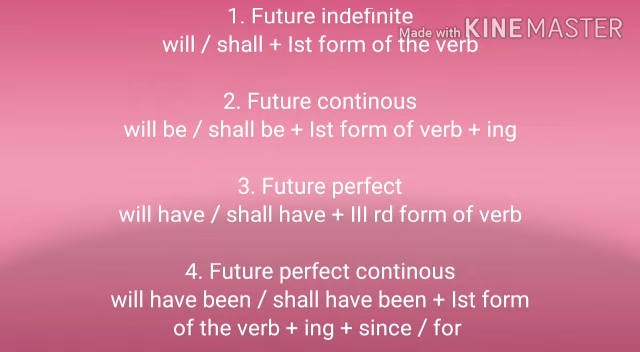 1. Future indefinite
Made with KINEMASTER
will / shall + Ist form of the verb
2. Future continous
will be / shall be + Ist form of verb + ing
3. Future perfect
will have / shall have + III rd form of verb
4. Future perfect continous
will have been / shall have been + Ist form
of the verb + ing + since / for